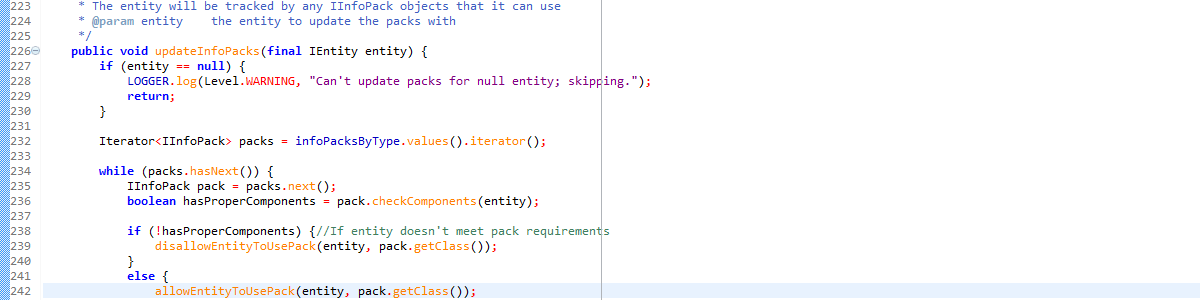 223      * The entity will be tracked by any IInfoPack objects that it can use
224      * @param entity    the entity to update the packs with
225      */
226     public void updateInfoPacks(final IEntity entity) {
227         if (entity == null) {
228             LOGGER.log(Level.WARNING, "Can't update packs for null entity; skipping.");
229             return;
230         }
231
232         Iterator<IInfoPack> packs = infoPacksByType.values().iterator();
233
234         while (packs.hasNext()) {
235             IInfoPack pack = packs.next();
236             boolean hasProperComponents = pack.checkComponents(entity);
237
238             if (!hasProperComponents) {//If entity doesn't meet pack requirements
239                 disallowEntityToUsePack(entity, pack.getClass());
240             }
241             else {
242                 allowEntityToUsePack(entity, pack.getClass());